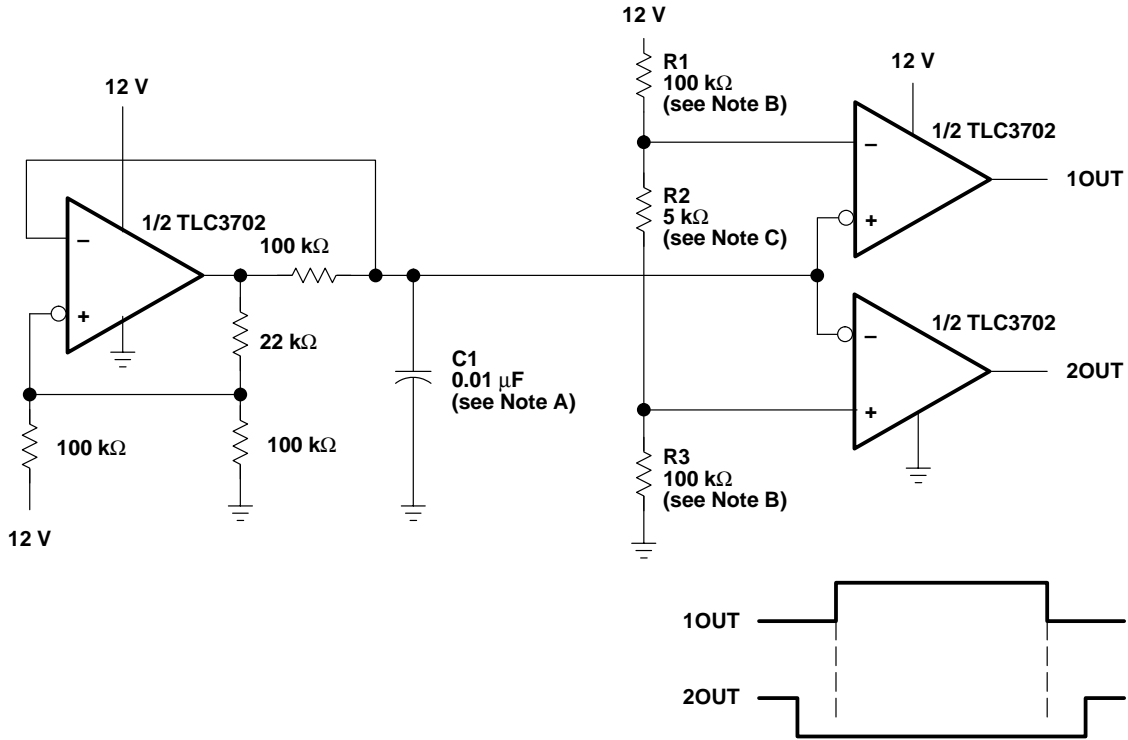 12 V
1/2 TLC3702
−
+
100 kΩ
22 kΩ
100 kΩ
100 kΩ
12 V
C1
0.01 μF
(see Note A)
12 V
R1
100 kΩ
(see Note B)
R2
5 kΩ
(see Note C)
R3
100 kΩ
(see Note B)
12 V
1/2 TLC3702
−
+
1OUT
1/2 TLC3702
−
+
2OUT
1OUT
2OUT